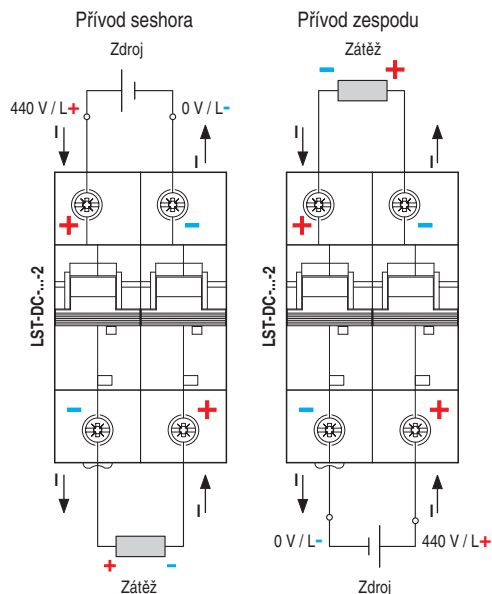 Přívod seshora
Přívod zespodu
Zdroj
Zátěž
- +
440 V / L+
0 V / L-
I
I
I
I
+ -
+ -
LST-DC-...-2
LST-DC-...-2
- +
- +
I
I
I
I
+ -
0 V / L-
440 V / L+
Zátěž
Zdroj